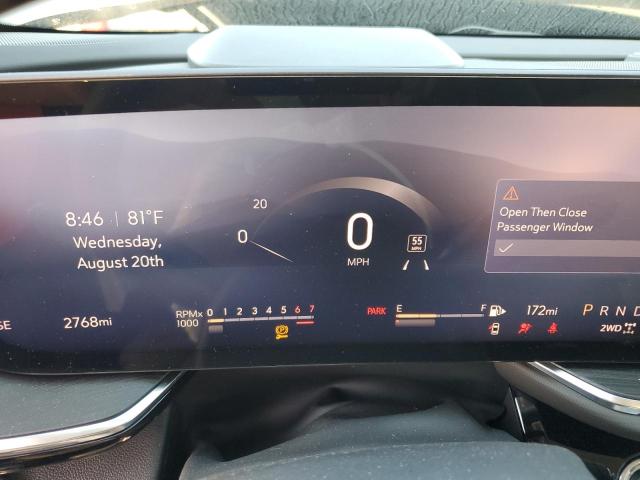 8:46 | 81°F
Wednesday,
August 20th
20
0
0
MPH
55
MPH
Open Then Close
Passenger Window
SE
2768mi
RPMx
1000
0 1 2 3 4 5 6 7
PARK
E F
172mi
P R N D
2WD